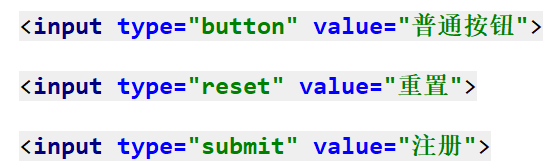 <input type="button" value="普通按钮">
<input type="reset" value="重置">
<input type="submit" value="注册">